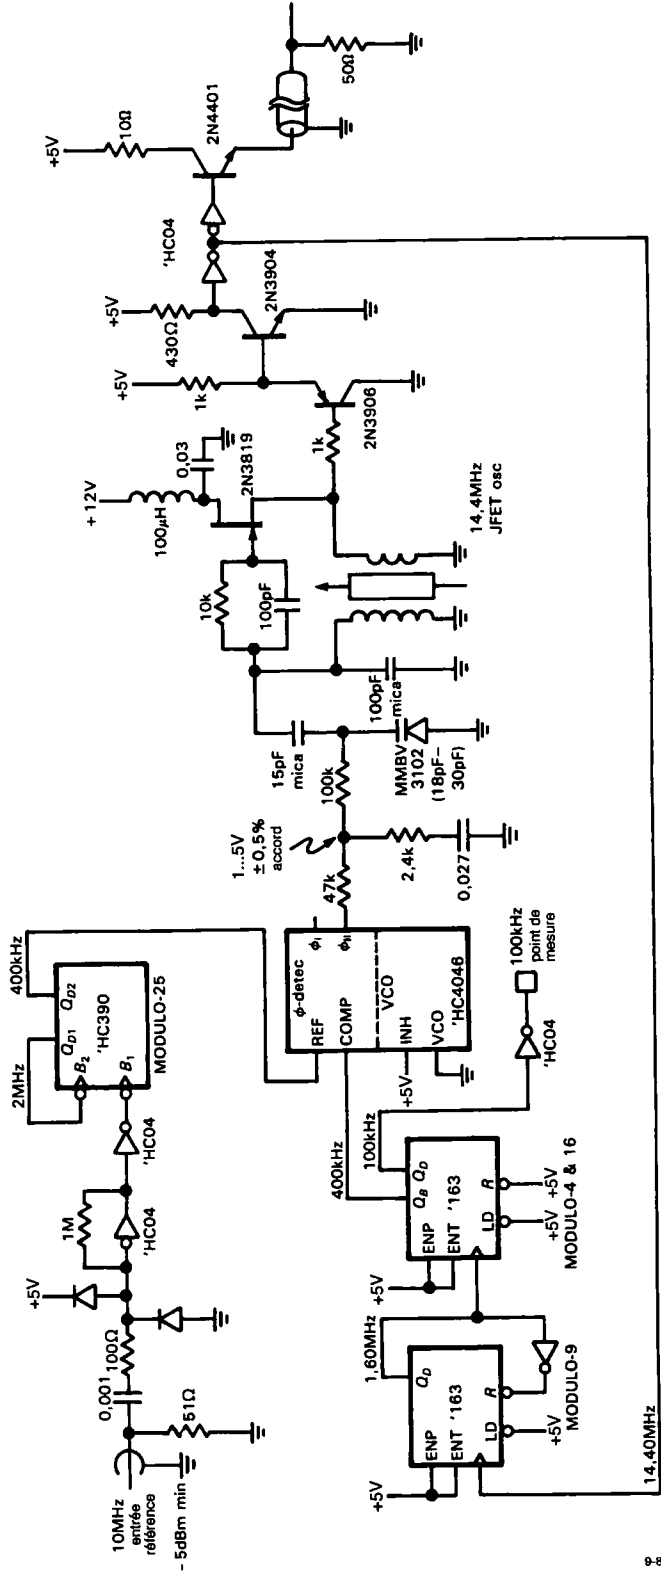 10MHz
entrée
référence
- 5dBm min
51Ω
0,001
100Ω
+5V
1M
'HC04
'HC04
2MHz
400kHz
Q_D1
Q_D2
'HC390
B_2
B_1
MODULO-25
1...5V
±0,5%
accord
47k
100k
2,4k
0,027
15pF
mica
MMBV
3102
(18pF–
30pF)
100pF
mica
10k
100pF
+12V
100μH
0,03
2N3819
14,4MHz
JFET osc
1k
+5V
1k
2N3906
+5V
430Ω
2N3904
'HC04
+5V
10Ω
2N4401
50Ω
ϕ-detec
ϕ_I
ϕ_II
REF
COMP
VCO
INH
VCO
'HC4046
+5V
400kHz
100kHz
100kHz
point de
mesure
'HC04
+5V
ENP
ENT
'163
Q_B
Q_D
LD
R
+5V
+5V
MODULO-4 & 16
1,60MHz
+5V
ENP
ENT
'163
Q_D
LD
R
+5V
MODULO-9
14,40MHz